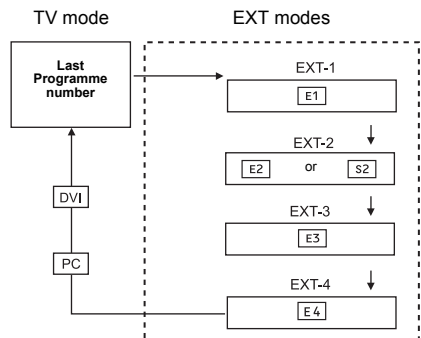 TV mode
EXT modes
Last
Programme
number
EXT-1
E1
EXT-2
E2 or S2
EXT-3
E3
EXT-4
E4
DVI
PC